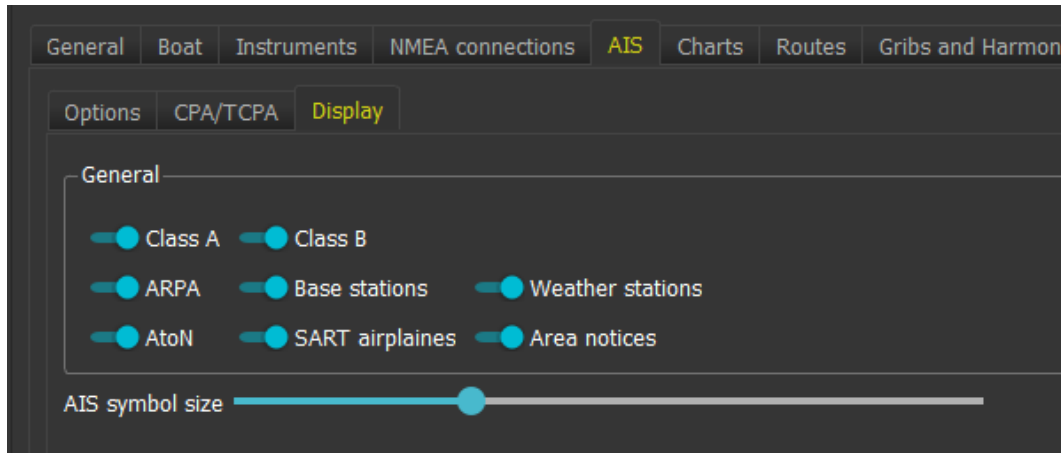 General Boat Instruments NMEA connections AIS Charts Routes Gribs and Harmon
Options CPA/TCPA Display
General
Class A Class B
ARPA Base stations Weather stations
AtoN SART airplaines Area notices
AIS symbol size